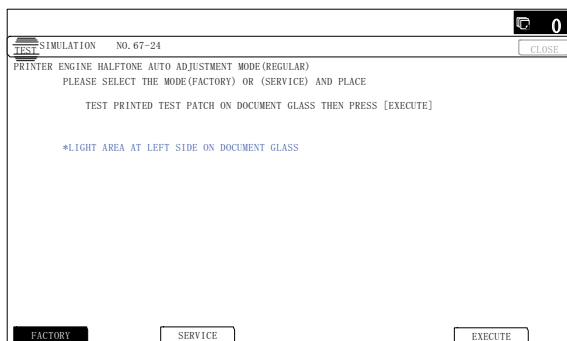 0
TEST SIMULATION NO.67-24 CLOSE
PRINTER ENGINE HALFTONE AUTO ADJUSTMENT MODE(REGULAR)
PLEASE SELECT THE MODE(FACTORY) OR (SERVICE) AND PLACE
TEST PRINTED TEST PATCH ON DOCUMENT GLASS THEN PRESS [EXECUTE]
*LIGHT AREA AT LEFT SIDE ON DOCUMENT GLASS
FACTORY SERVICE EXECUTE